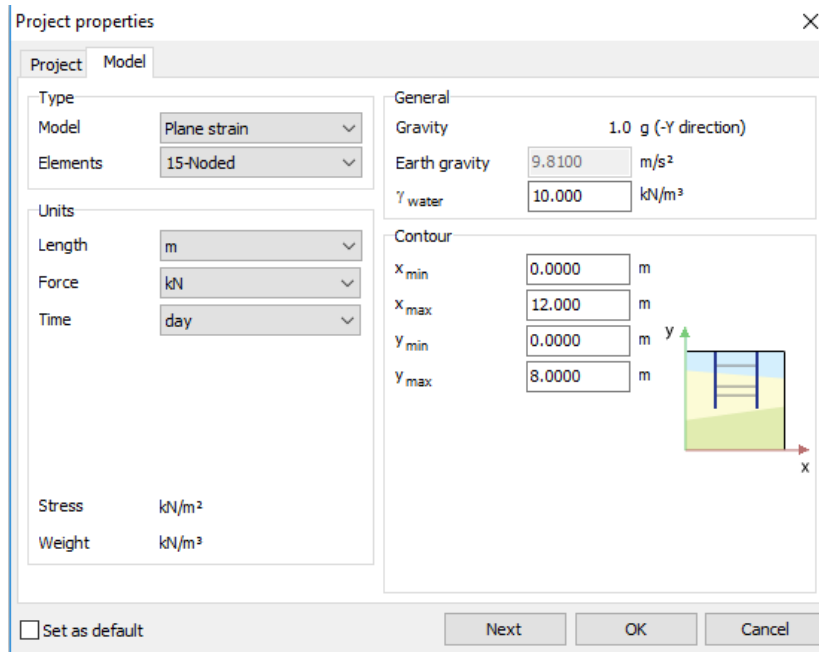 Project properties
Project Model
Type
Model Plane strain
Elements 15-Noded
Units
Length m
Force kN
Time day
Stress kN/m²
Weight kN/m³
General
Gravity 1.0 g (-Y direction)
Earth gravity 9.8100 m/s²
γ water 10.000 kN/m³
Contour
x min 0.0000 m
x max 12.000 m
y min 0.0000 m
y max 8.0000 m
y
x
Set as default Next OK Cancel